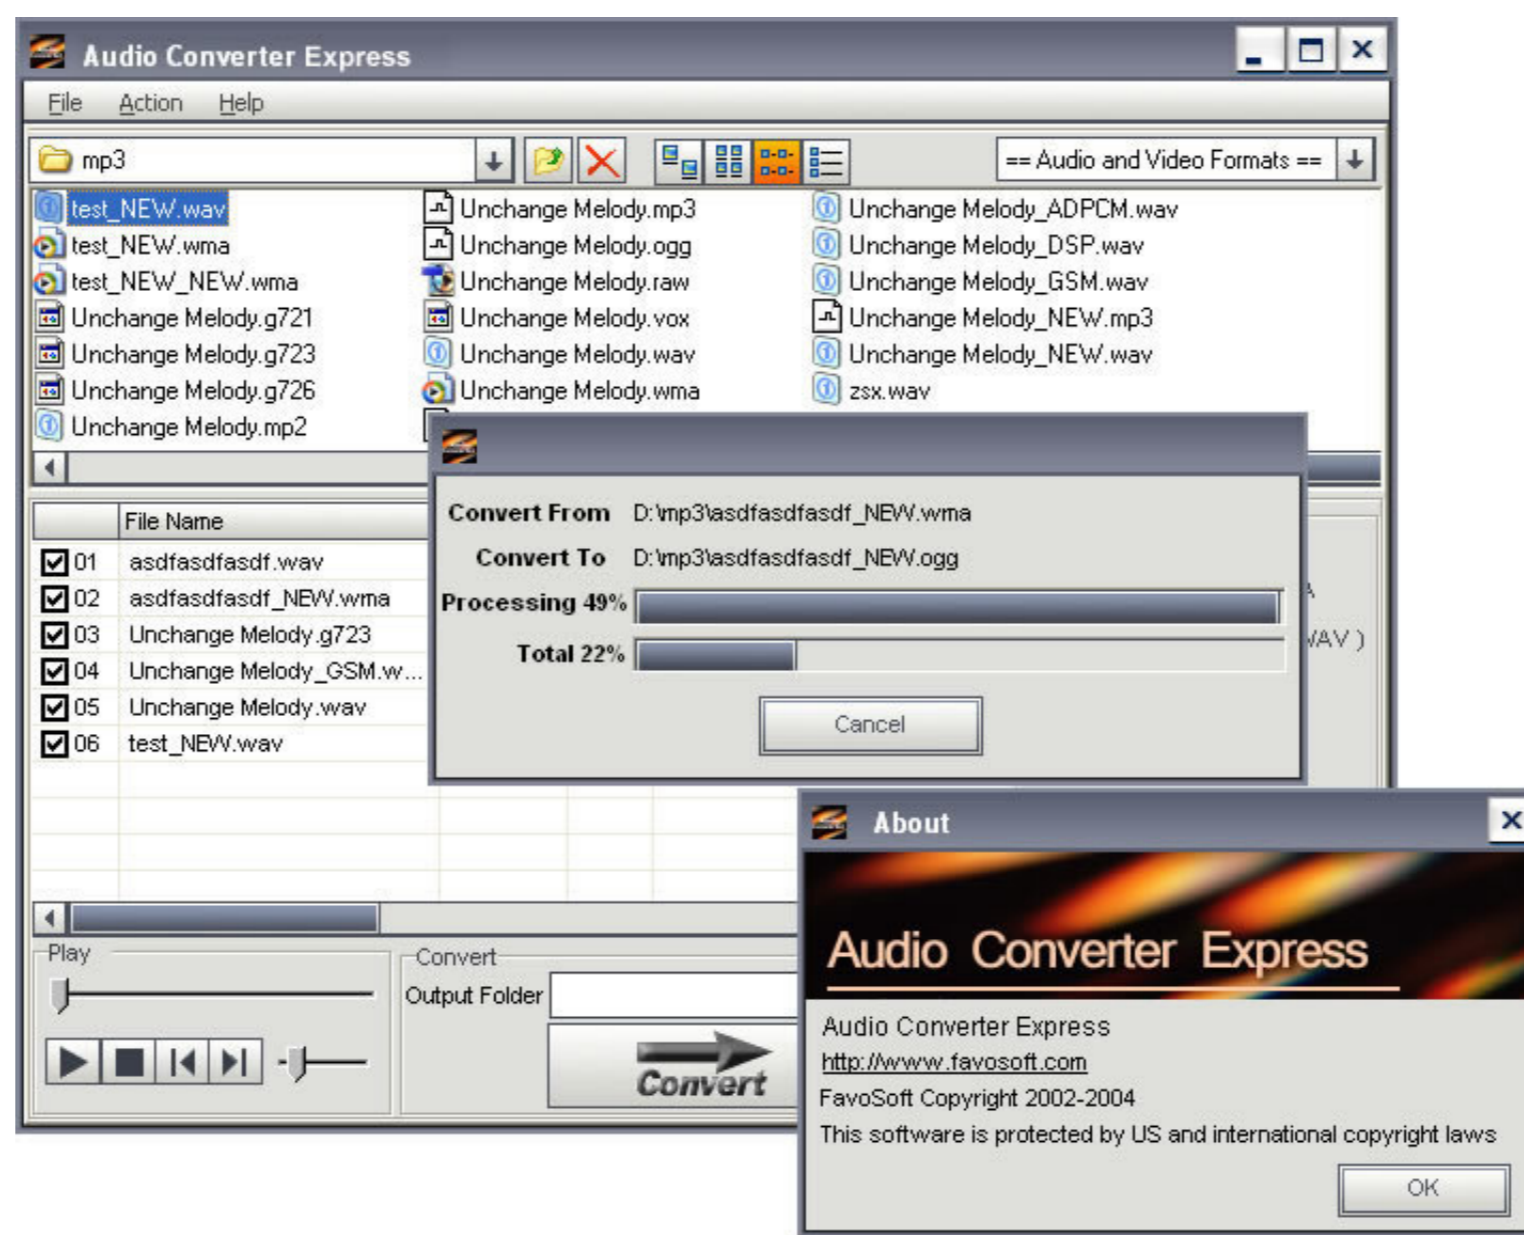 Audio Converter Express
File Action Help
mp3
== Audio and Video Formats ==
test_NEW.wav
test_NEW.wma
test_NEW_NEW.wma
Unchange Melody.g721
Unchange Melody.g723
Unchange Melody.g726
Unchange Melody.mp2
Unchange Melody.mp3
Unchange Melody.ogg
Unchange Melody.raw
Unchange Melody.vox
Unchange Melody.wav
Unchange Melody.wma
Unchange Melody_ADPCM.wav
Unchange Melody_DSP.wav
Unchange Melody_GSM.wav
Unchange Melody_NEW.mp3
Unchange Melody_NEW.wav
zsx.wav
File Name
01 asdfasdfasdf.wav
02 asdfasdfasdf_NEW.wma
03 Unchange Melody.g723
04 Unchange Melody_GSM.w...
05 Unchange Melody.wav
06 test_NEW.wav
Convert From D:\mp3\asdfasdfasdf_NEW.wma
Convert To D:\mp3\asdfasdfasdf_NEW.ogg
Processing 49%
Total 22%
Cancel
Play
Convert
Output Folder
Convert
About
Audio Converter Express
Audio Converter Express
http://www.favosoft.com
FavoSoft Copyright 2002-2004
This software is protected by US and international copyright laws
OK